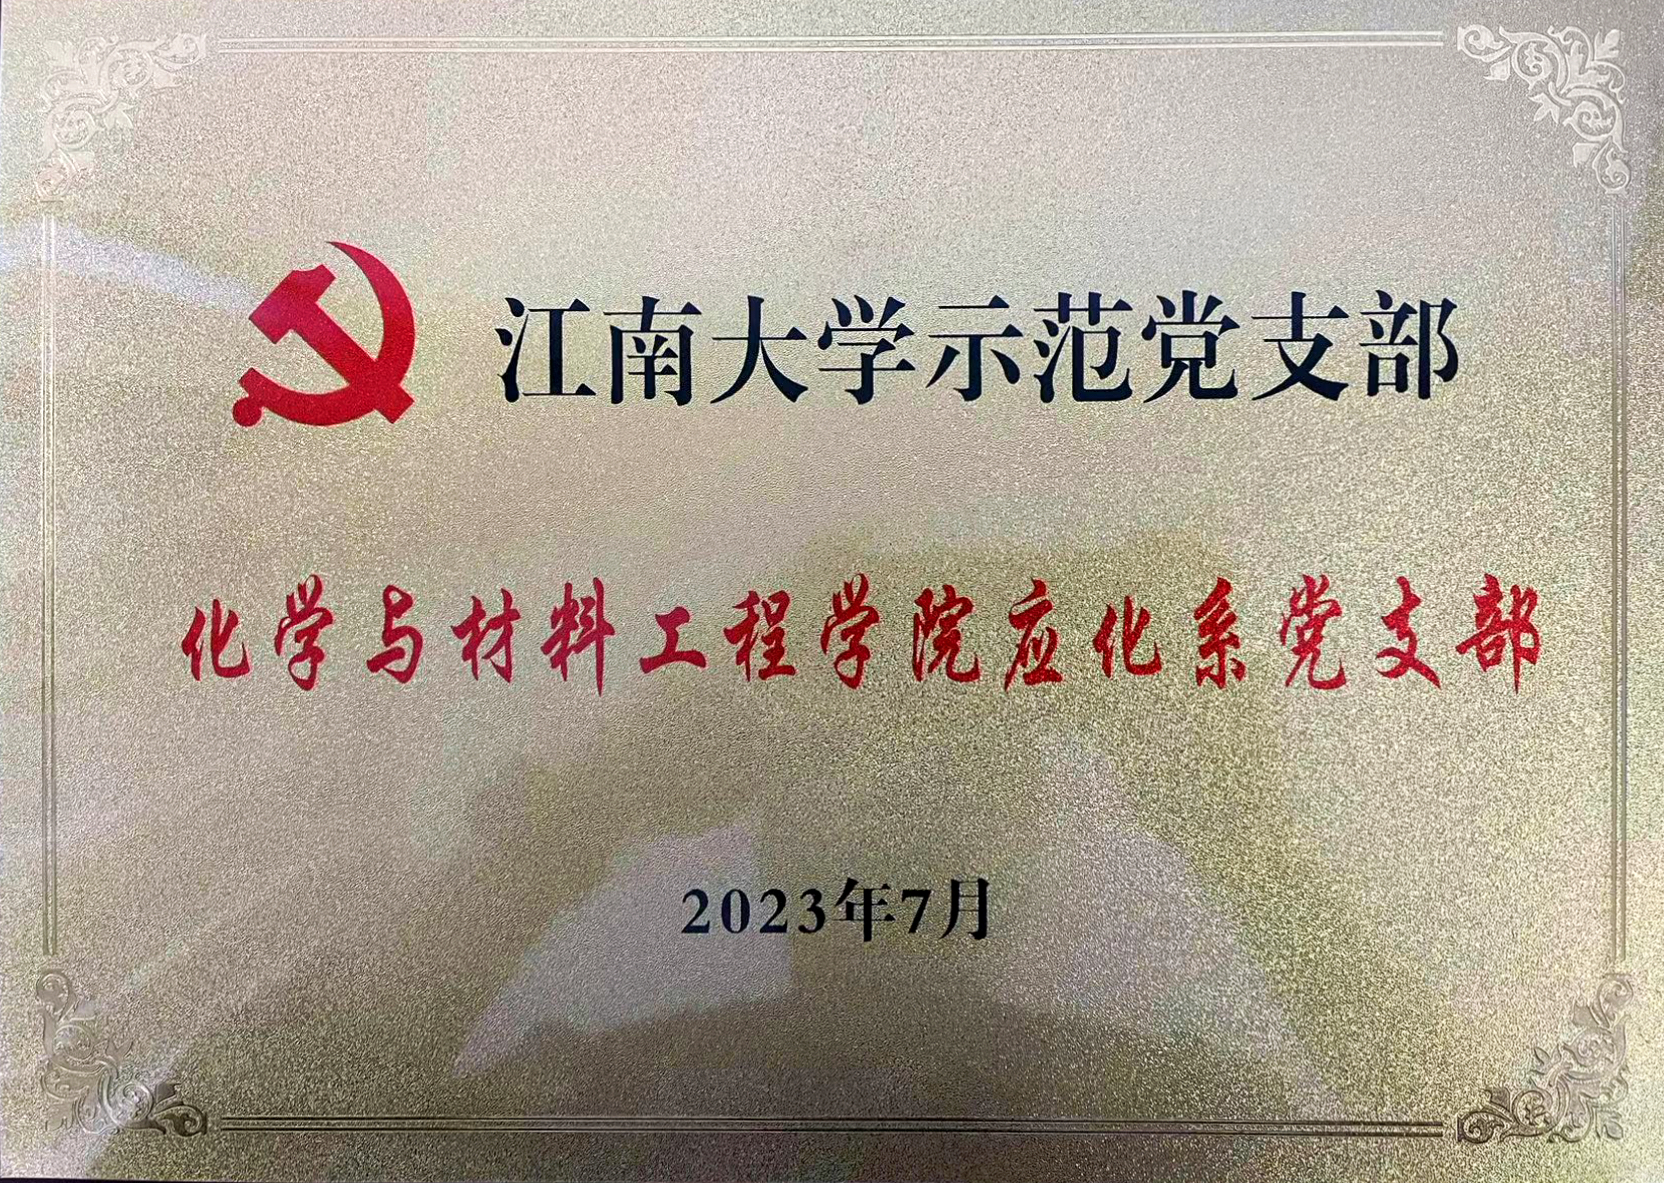 江南大学示范党支部
化学与材料工程学院应化系党支部
2023年7月